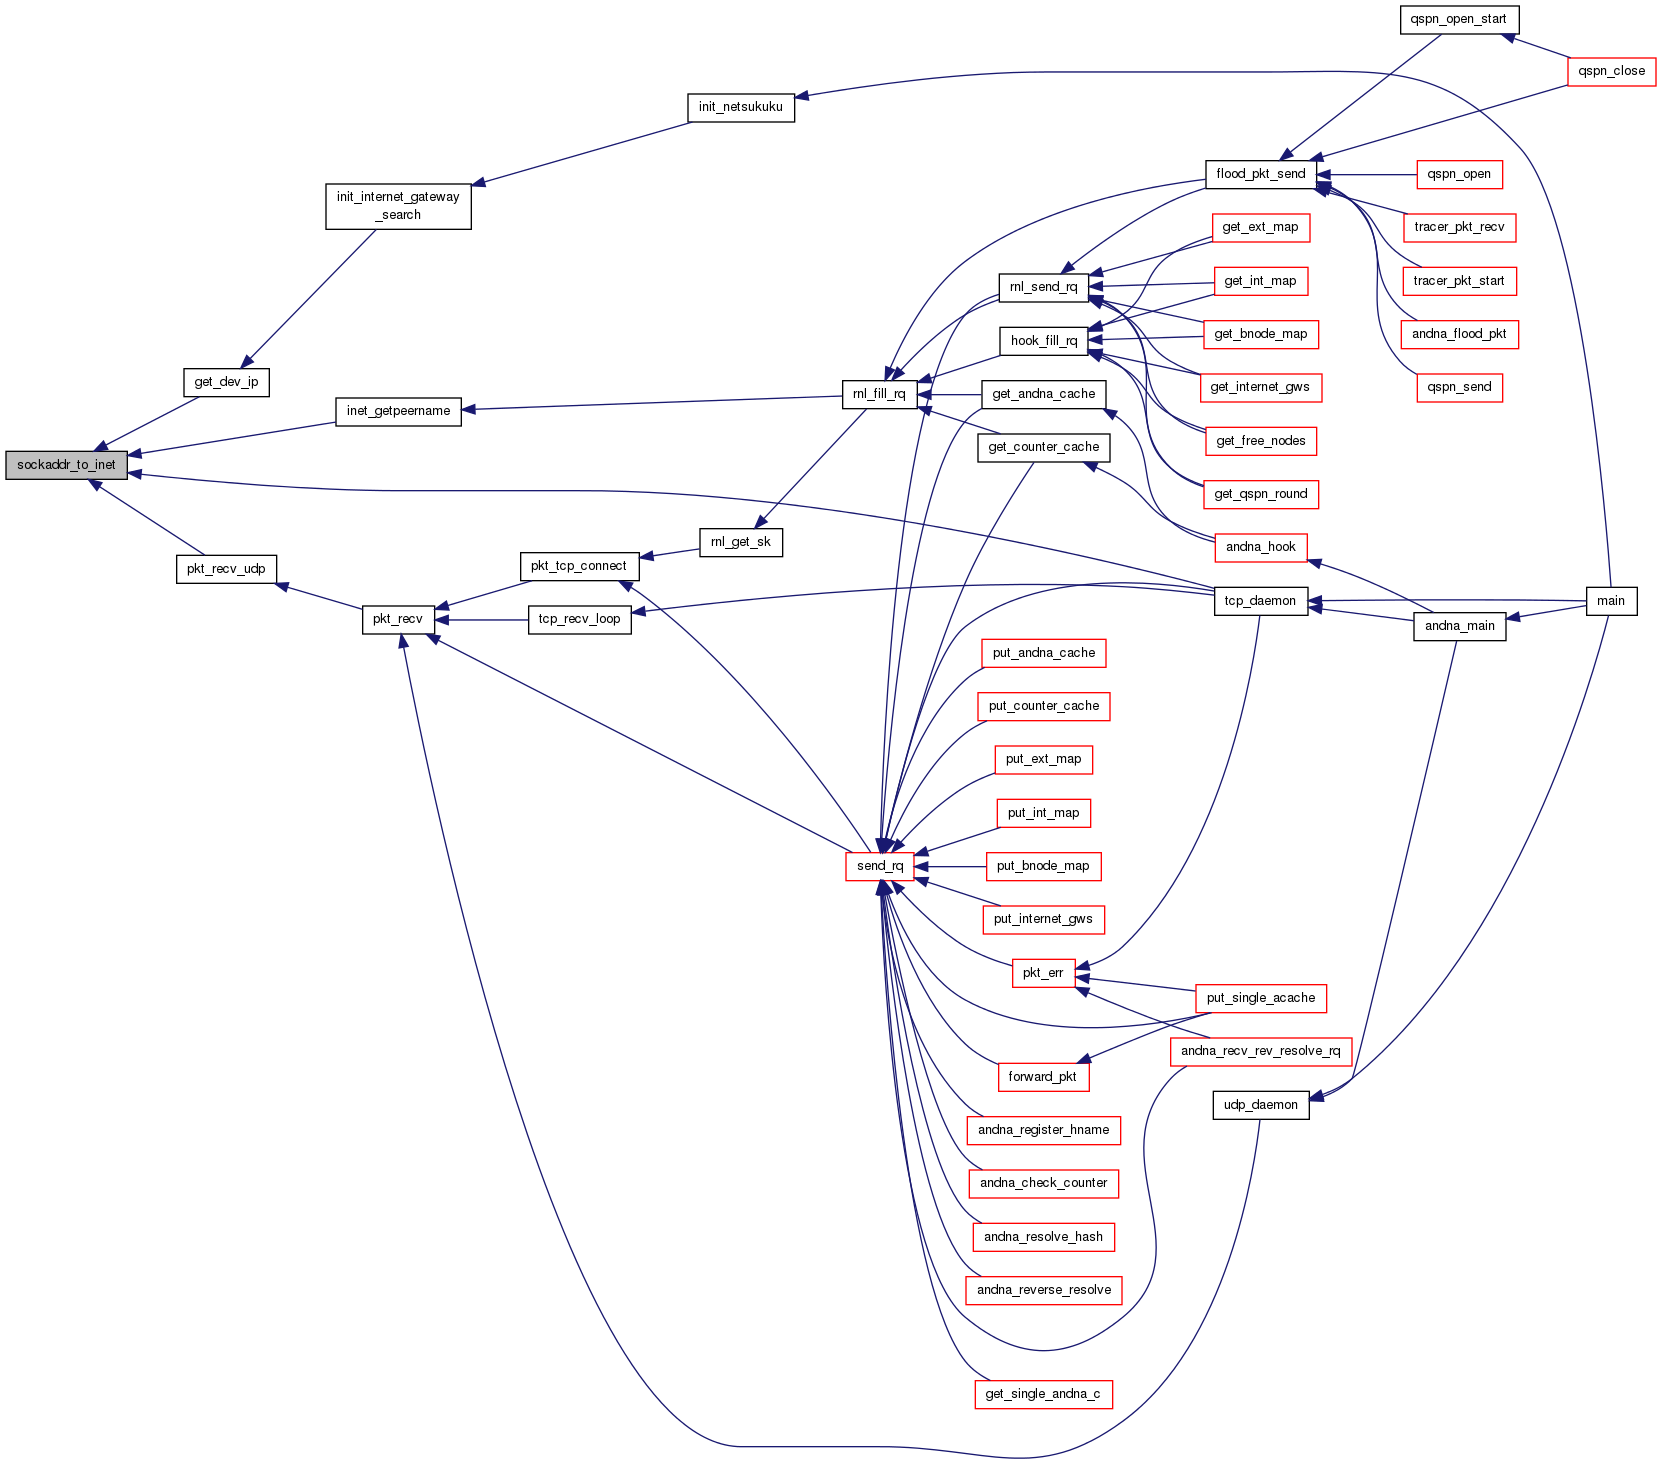 qspn_open_start
qspn_close
init_netsukuku
flood_pkt_send
qspn_open
init_internet_gateway
_search
get_ext_map
tracer_pkt_recv
rnl_send_rq
get_int_map
tracer_pkt_start
hook_fill_rq
get_bnode_map
andna_flood_pkt
get_dev_ip
rnl_fill_rq
get_andna_cache
get_internet_gws
qspn_send
inet_getpeername
get_counter_cache
get_free_nodes
sockaddr_to_inet
get_qspn_round
rnl_get_sk
andna_hook
pkt_recv_udp
pkt_tcp_connect
tcp_daemon
main
pkt_recv
tcp_recv_loop
andna_main
put_andna_cache
put_counter_cache
put_ext_map
put_int_map
send_rq
put_bnode_map
put_internet_gws
pkt_err
put_single_acache
andna_recv_rev_resolve_rq
forward_pkt
udp_daemon
andna_register_hname
andna_check_counter
andna_resolve_hash
andna_reverse_resolve
get_single_andna_c